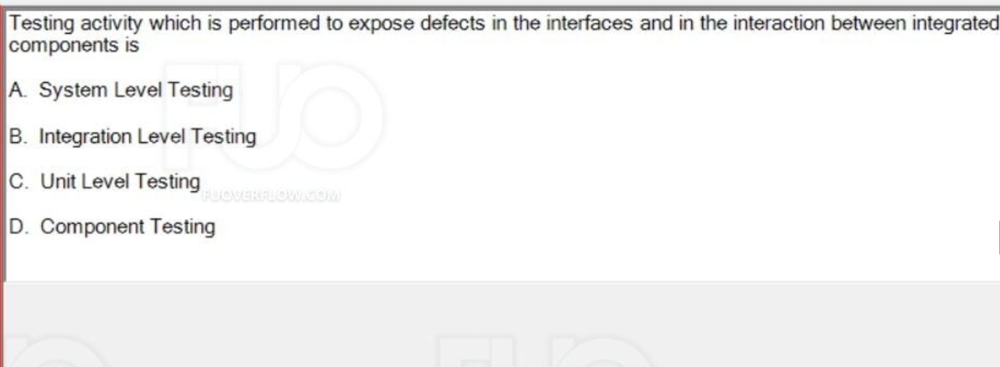 Testing activity which is performed to expose defects in the interfaces and in the interaction between integrated
components is
A. System Level Testing
B. Integration Level Testing
C. Unit Level Testing
FUOVERFLOW.COM
D. Component Testing